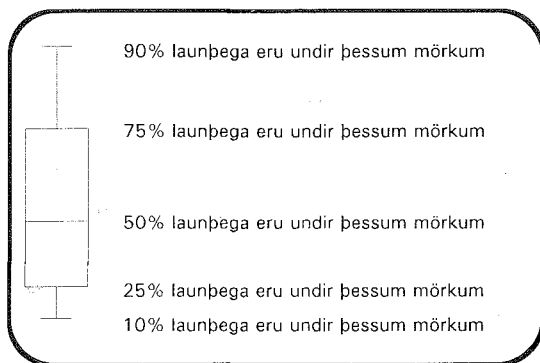 90% launþega eru undir þessum mörkum
75% launþega eru undir þessum mörkum
50% launþega eru undir þessum mörkum
25% launþega eru undir þessum mörkum
10% launþega eru undir þessum mörkum